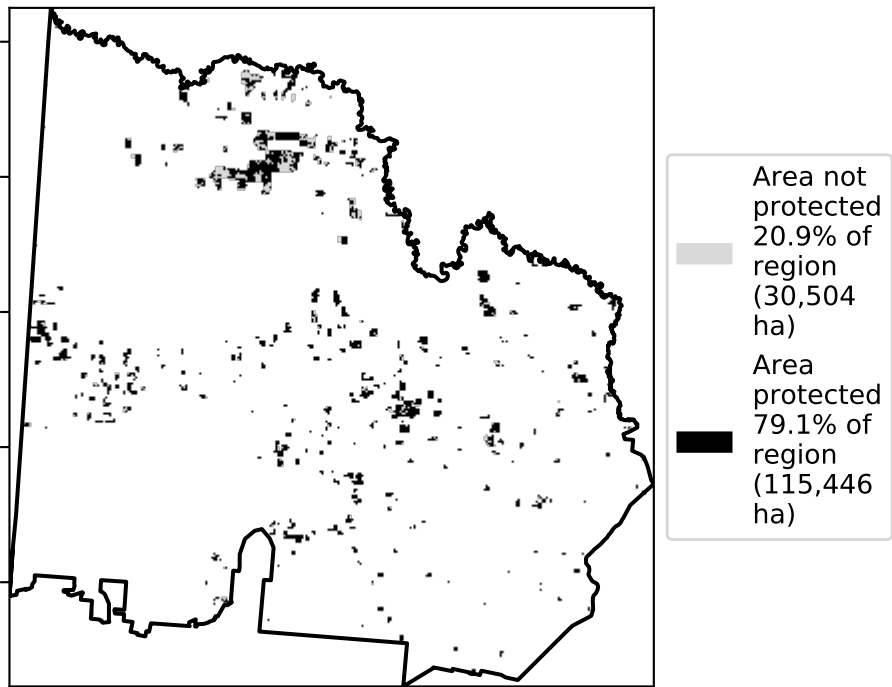 Area not
protected
20.9% of
region
(30,504
ha)
Area
protected
79.1% of
region
(115,446
ha)